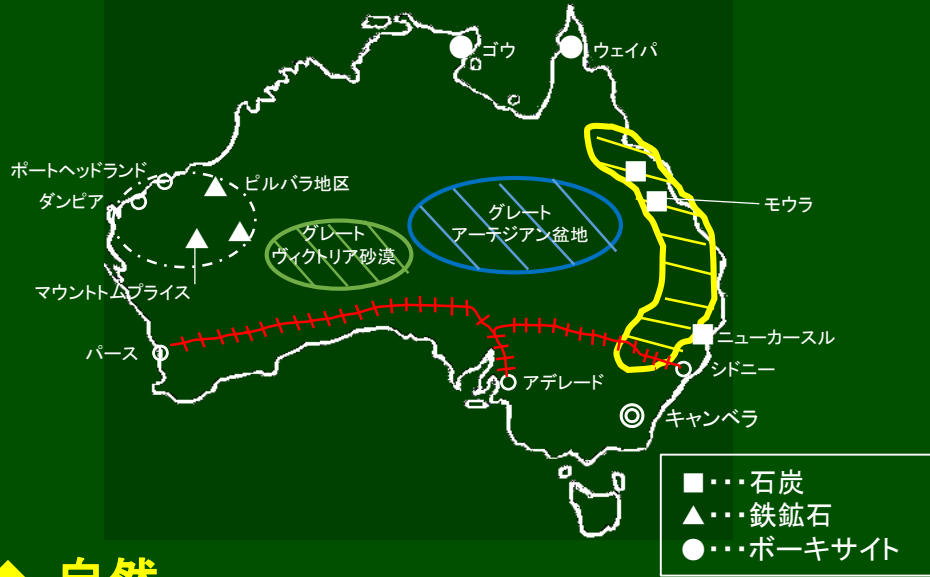 ゴウ
ウェイパ
ポートヘッドランド
ダンピア
ピルバラ地区
モウラ
グレート
アーテジアン盆地
グレート
ヴィクトリア砂漠
マウントトムプライス
パース
ニューカースル
シドニー
アデレード
キャンベラ
■・・・石炭
▲・・・鉄鉱石
●・・・ボーキサイト
◆ 自然